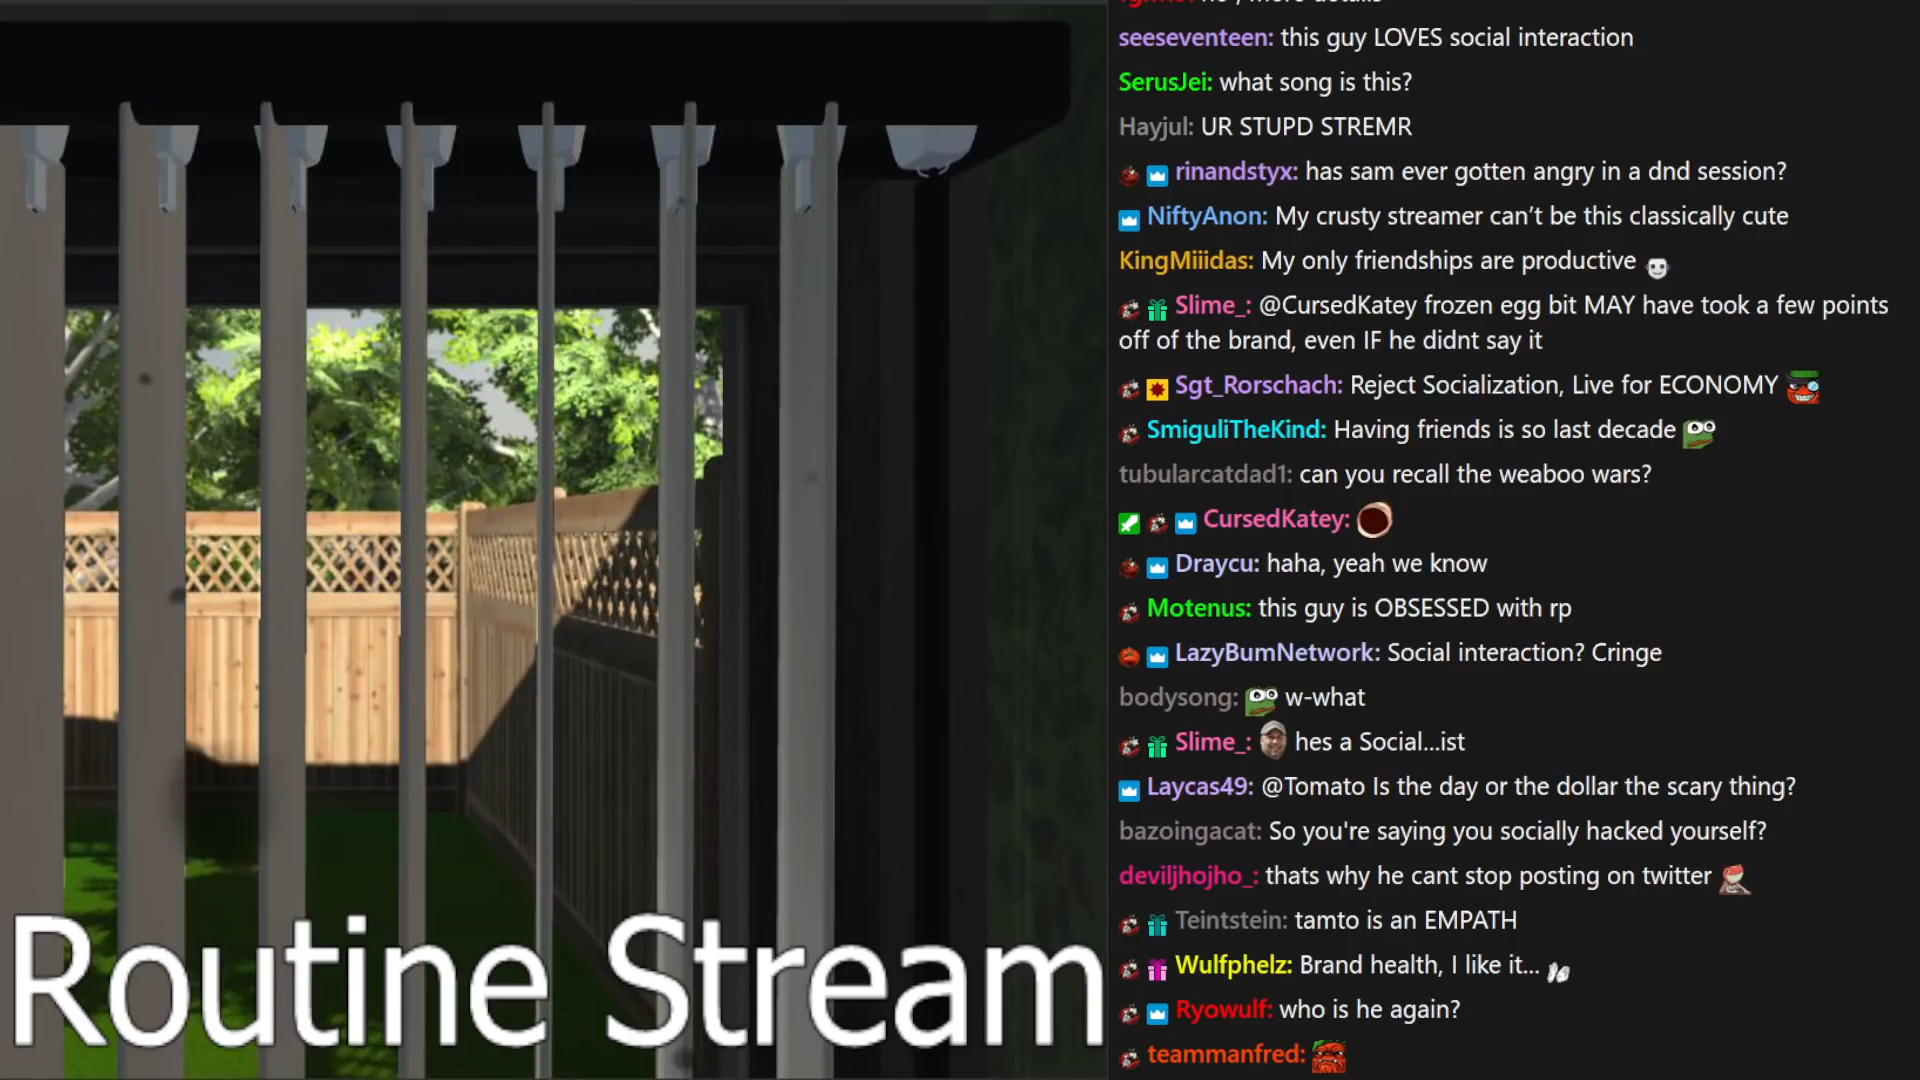 seeseventeen: this guy LOVES social interaction
SerusJei: what song is this?
Hayjul: UR STUPD STREMR
rinandstyx: has sam ever gotten angry in a dnd session?
NiftyAnon: My crusty streamer can’t be this classically cute
KingMiiidas: My only friendships are productive
Slime_: @CursedKatey frozen egg bit MAY have took a few points
off of the brand, even IF he didnt say it
Sgt_Rorschach: Reject Socialization, Live for ECONOMY
SmiguliTheKind: Having friends is so last decade
tubularcatdad1: can you recall the weaboo wars?
CursedKatey:
Draycu: haha, yeah we know
Motenus: this guy is OBSESSED with rp
LazyBumNetwork: Social interaction? Cringe
bodysong: w-what
Slime_: hes a Social...ist
Laycas49: @Tomato Is the day or the dollar the scary thing?
bazoingacat: So you're saying you socially hacked yourself?
deviljhojho_: thats why he cant stop posting on twitter
Teintstein: tamto is an EMPATH
Wulfphelz: Brand health, I like it...
Ryowulf: who is he again?
teammanfred:
Routine Stream